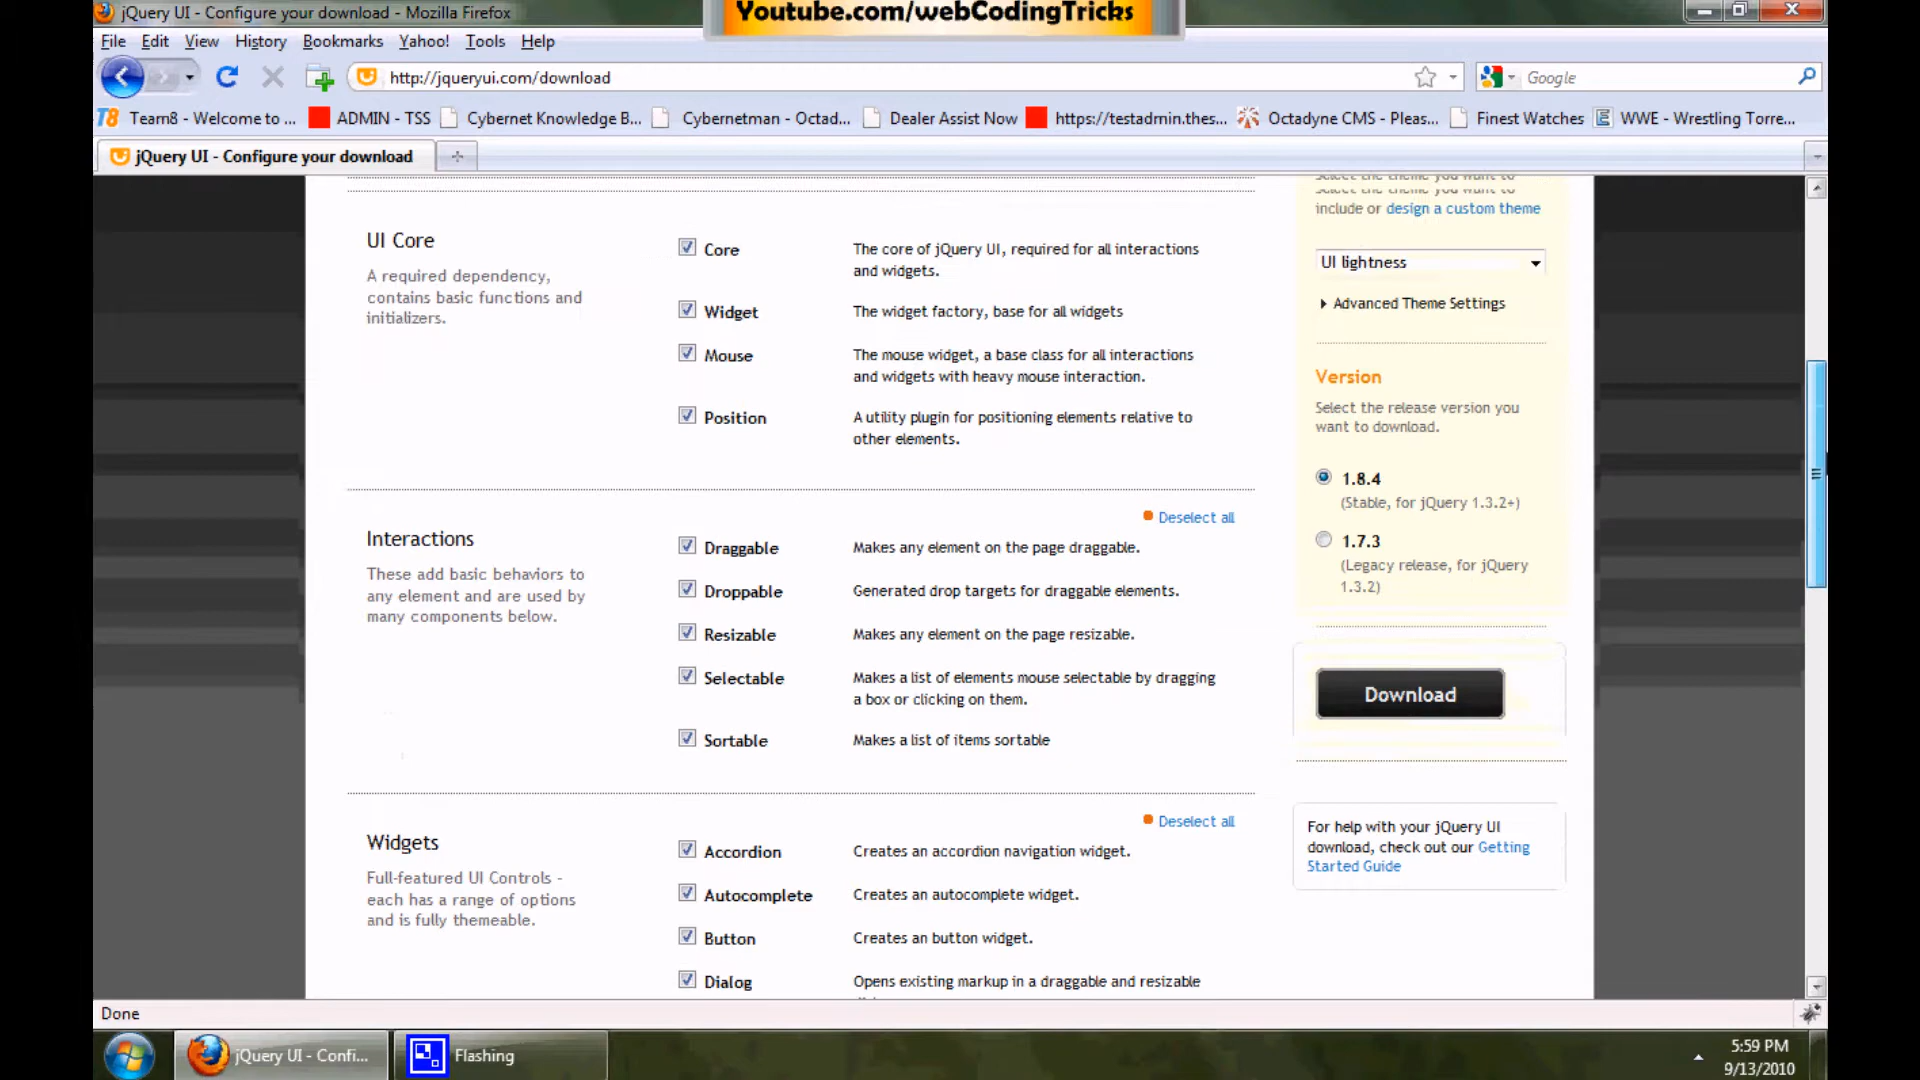 jQuery UI - Configure your download - Mozilla Firefox
Youtube.com/webCodingTricks
File Edit View History Bookmarks Yahoo! Tools Help
http://jqueryui.com/download
Google
Team8 - Welcome to ... ADMIN - TSS Cybernet Knowledge B... Cybernetman - Octad... Dealer Assist Now https://testadmin.thes... Octadyne CMS - Pleas... Finest Watches WWE - Wrestling Torre...
jQuery UI - Configure your download
Select the theme you want to
include or design a custom theme
UI lightness
Advanced Theme Settings
Version
Select the release version you
want to download.
1.8.4
(Stable, for jQuery 1.3.2+)
1.7.3
(Legacy release, for jQuery
1.3.2)
Download
For help with your jQuery UI
download, check out our Getting
Started Guide
UI Core
A required dependency,
contains basic functions and
initializers.
Core
The core of jQuery UI, required for all interactions
and widgets.
Widget
The widget factory, base for all widgets
Mouse
The mouse widget, a base class for all interactions
and widgets with heavy mouse interaction.
Position
A utility plugin for positioning elements relative to
other elements.
Deselect all
Interactions
These add basic behaviors to
any element and are used by
many components below.
Draggable
Makes any element on the page draggable.
Droppable
Generated drop targets for draggable elements.
Resizable
Makes any element on the page resizable.
Selectable
Makes a list of elements mouse selectable by dragging
a box or clicking on them.
Sortable
Makes a list of items sortable
Deselect all
Widgets
Full-featured UI Controls -
each has a range of options
and is fully themeable.
Accordion
Creates an accordion navigation widget.
Autocomplete
Creates an autocomplete widget.
Button
Creates an button widget.
Dialog
Opens existing markup in a draggable and resizable
Done
jQuery UI - Confi...
T8
Flashing
5:59 PM
9/13/2010